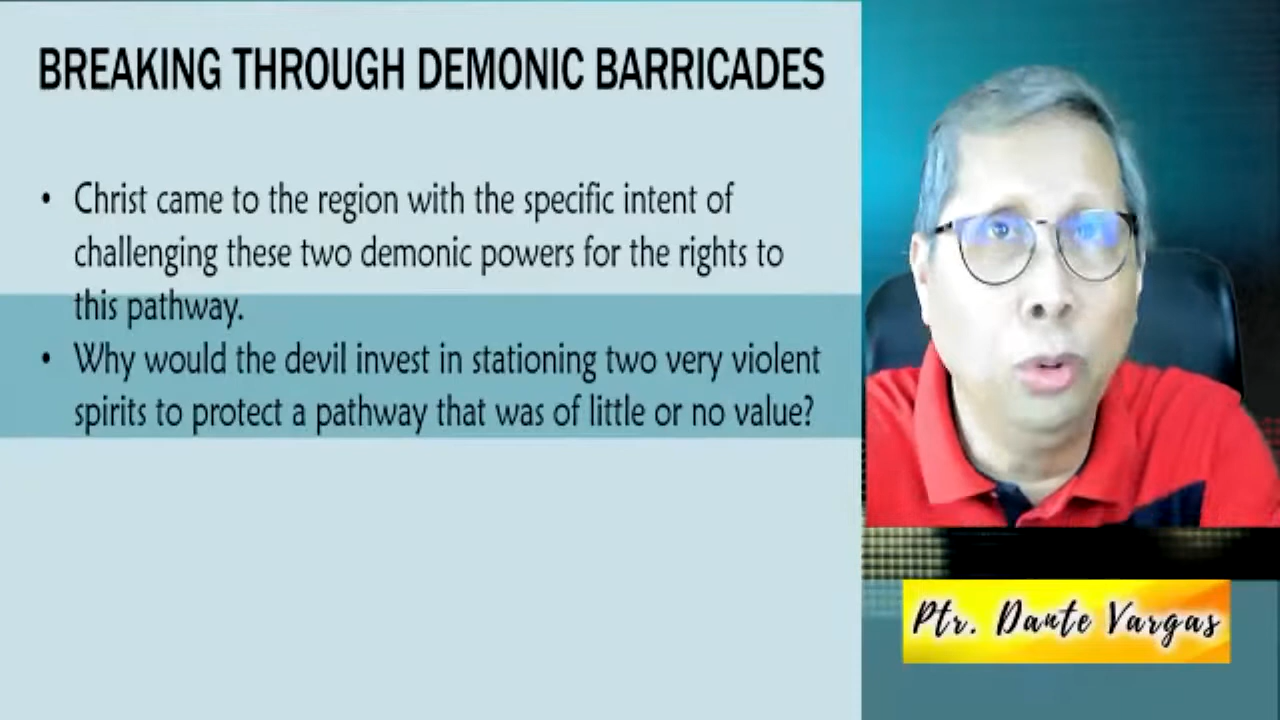 BREAKING THROUGH DEMONIC BARRICADES
• Christ came to the region with the specific intent of
challenging these two demonic powers for the rights to
this pathway.
• Why would the devil invest in stationing two very violent
spirits to protect a pathway that was of little or no value?
Ptr. Dante Vargas